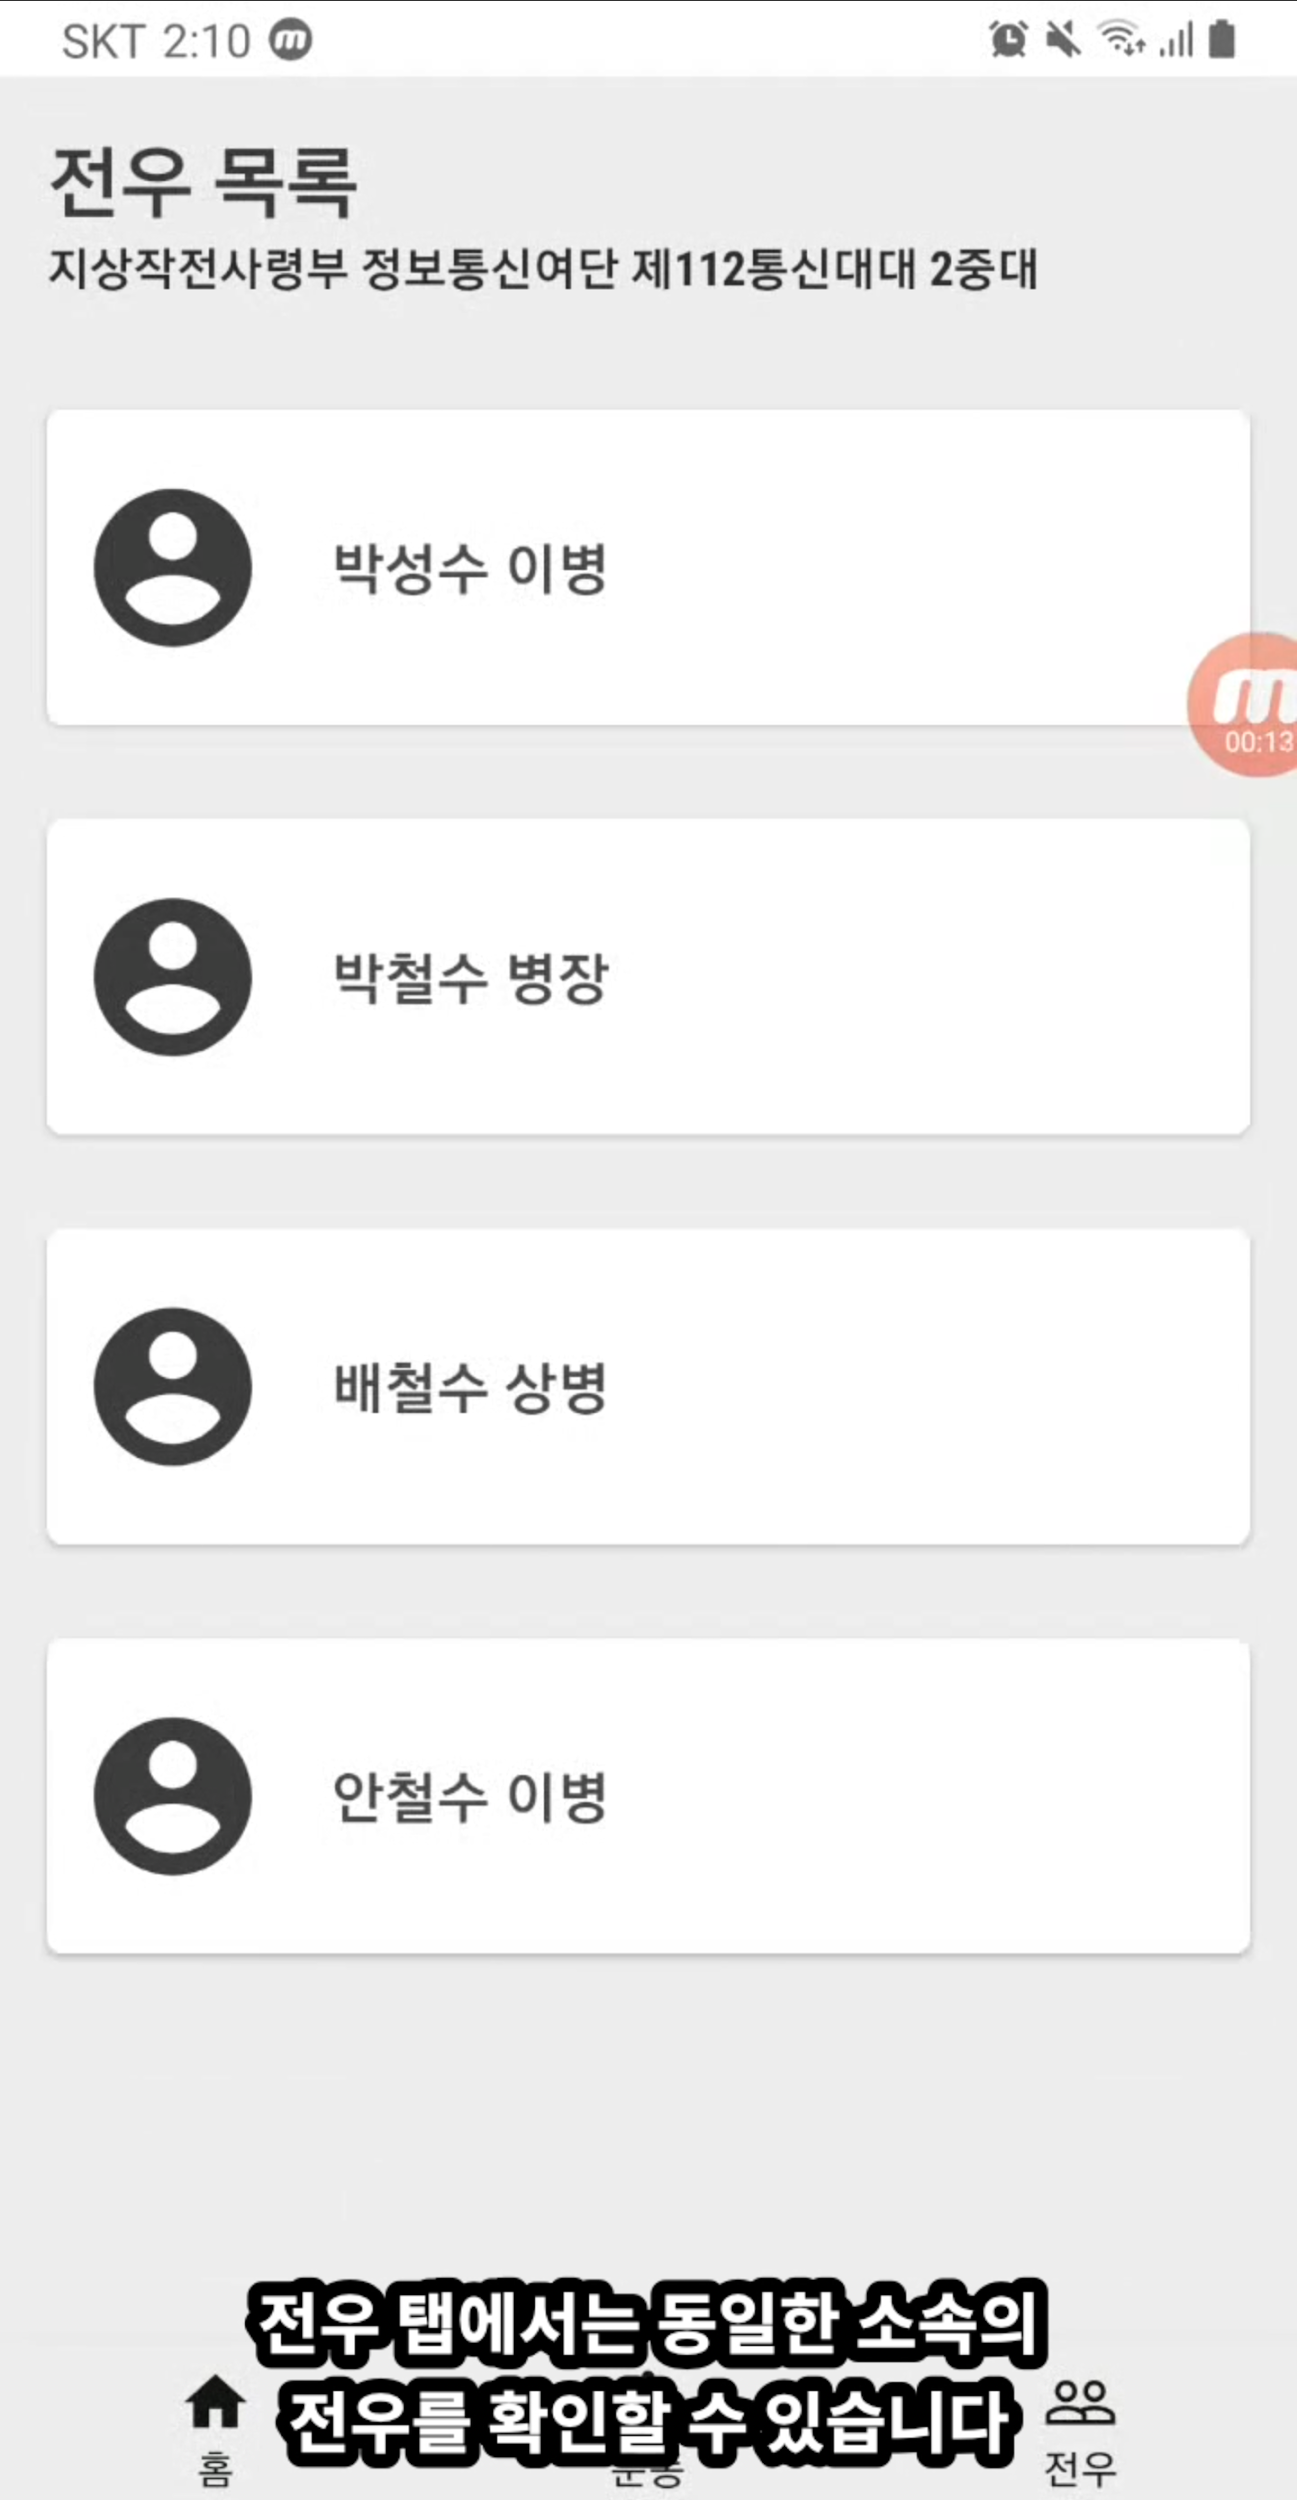 SKT 2:10
전우 목록
지상작전사령부 정보통신여단 제112통신대대 2중대
박성수 이병
00:13
박철수 병장
배철수 상병
안철수 이병
전우 탭에서는 동일한 소속의
전우를 확인할 수 있습니다
홈
전우